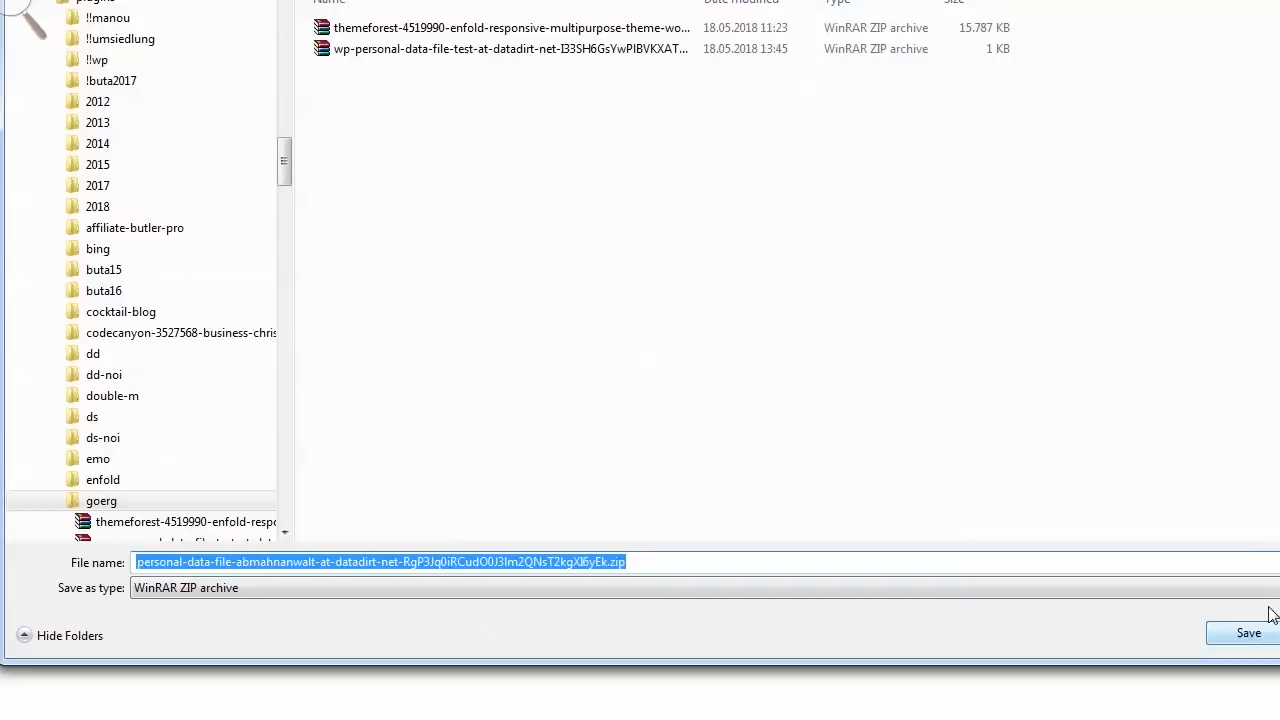 plugins
Name Date modified Type Size
!!manou
!!umsiedlung
!!wp
!buta2017
2012
2013
2014
2015
2017
2018
affiliate-butler-pro
bing
buta15
buta16
cocktail-blog
codecanyon-3527568-business-chris
dd
dd-noi
double-m
ds
ds-noi
emo
enfold
goerg
themeforest-4519990-enfold-respo
themeforest-4519990-enfold-responsive-multipurpose-theme-wo... 18.05.2018 11:23 WinRAR ZIP archive 15.787 KB
wp-personal-data-file-test-at-datadirt-net-I33SH6GsYwPIBVKXAT... 18.05.2018 13:45 WinRAR ZIP archive 1 KB
File name: personal-data-file-abmahnanwalt-at-datadirt-net-RgP3Jq0iRCudO0J3lm2QNsT2kgXI6yEk.zip
Save as type: WinRAR ZIP archive
Hide Folders
Save